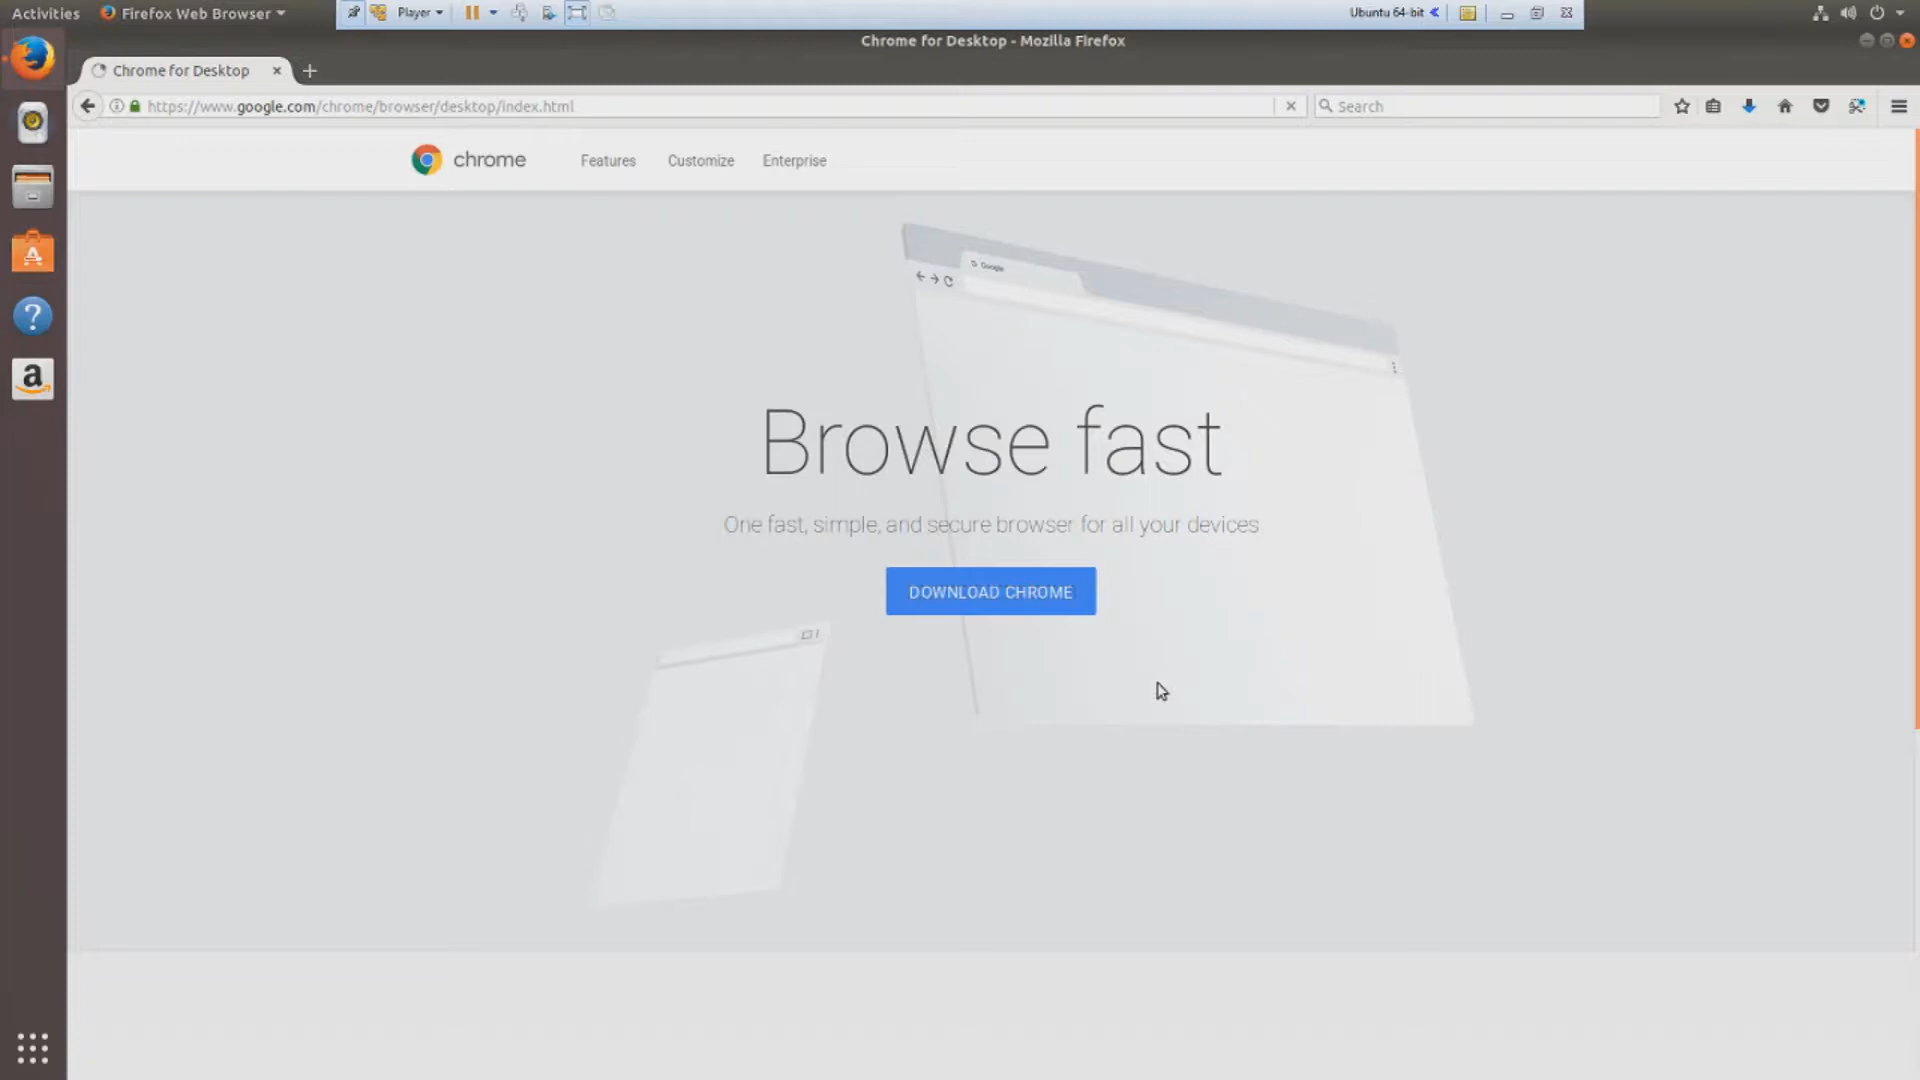 Activities Firefox Web Browser Player Ubuntu 64-bit
Chrome for Desktop - Mozilla Firefox
Chrome for Desktop
https://www.google.com/chrome/browser/desktop/index.html Search
chrome Features Customize Enterprise
Google
Browse fast
One fast, simple, and secure browser for all your devices
DOWNLOAD CHROME